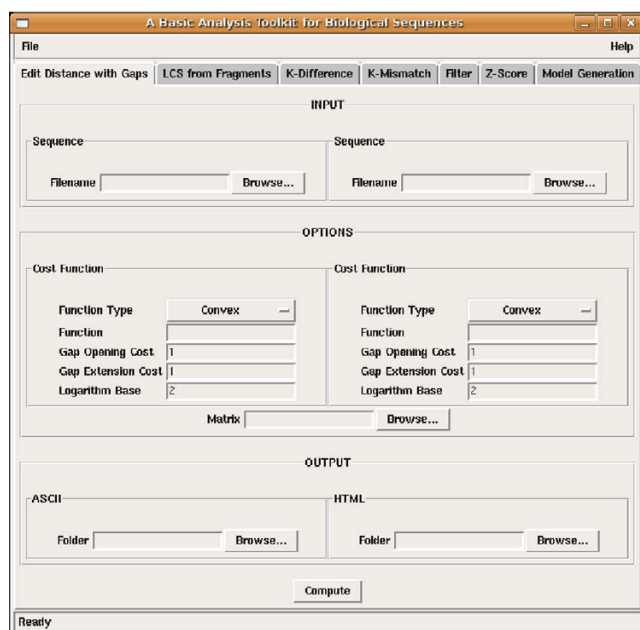 A Basic Analysis Toolkit for Biological Sequences
File Help
Edit Distance with Gaps LCS from Fragments K-Difference K-Mismatch Filter Z-Score Model Generation
INPUT
Sequence Sequence
Filename Browse... Filename Browse...
OPTIONS
Cost Function Cost Function
Function Type Convex Function Type Convex
Function Function
Gap Opening Cost 1 Gap Opening Cost 1
Gap Extension Cost 1 Gap Extension Cost 1
Logarithm Base 2 Logarithm Base 2
Matrix Browse...
OUTPUT
ASCII HTML
Folder Browse... Folder Browse...
Compute
Ready